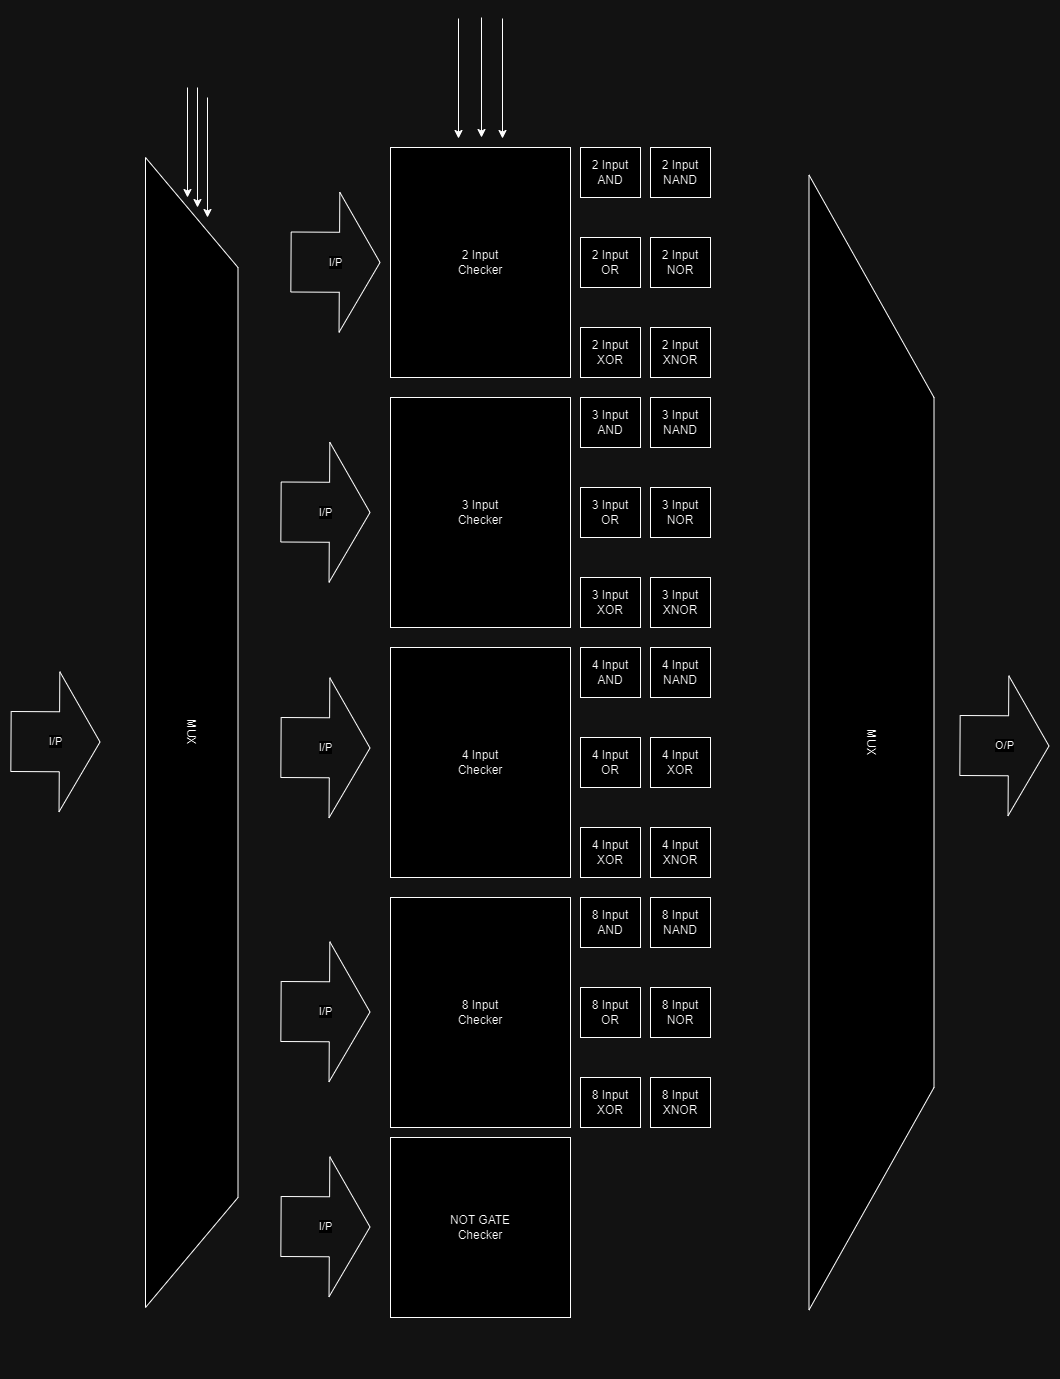 2 Input
AND
2 Input
NAND
I/P
2 Input
Checker
2 Input
OR
2 Input
NOR
2 Input
XOR
2 Input
XNOR
3 Input
AND
3 Input
NAND
I/P
3 Input
Checker
3 Input
OR
3 Input
NOR
3 Input
XOR
3 Input
XNOR
4 Input
AND
4 Input
NAND
I/P
MUX
I/P
4 Input
Checker
4 Input
OR
4 Input
XOR
MUX
O/P
4 Input
XOR
4 Input
XNOR
8 Input
AND
8 Input
NAND
I/P
8 Input
Checker
8 Input
OR
8 Input
NOR
8 Input
XOR
8 Input
XNOR
I/P
NOT GATE
Checker